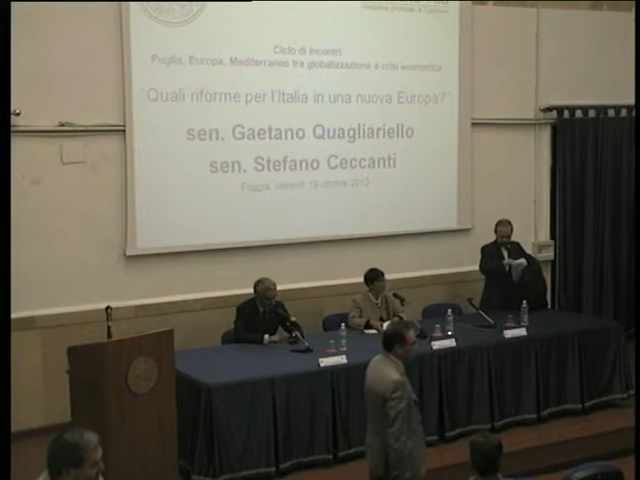 Ciclo di Incontri
Puglia, Europa, Mediterraneo tra globalizzazione e crisi economica
"Quali riforme per l'Italia in una nuova Europa?"
sen. Gaetano Quagliariello
sen. Stefano Ceccanti
Foggia, venerdì 19 ottobre 2012